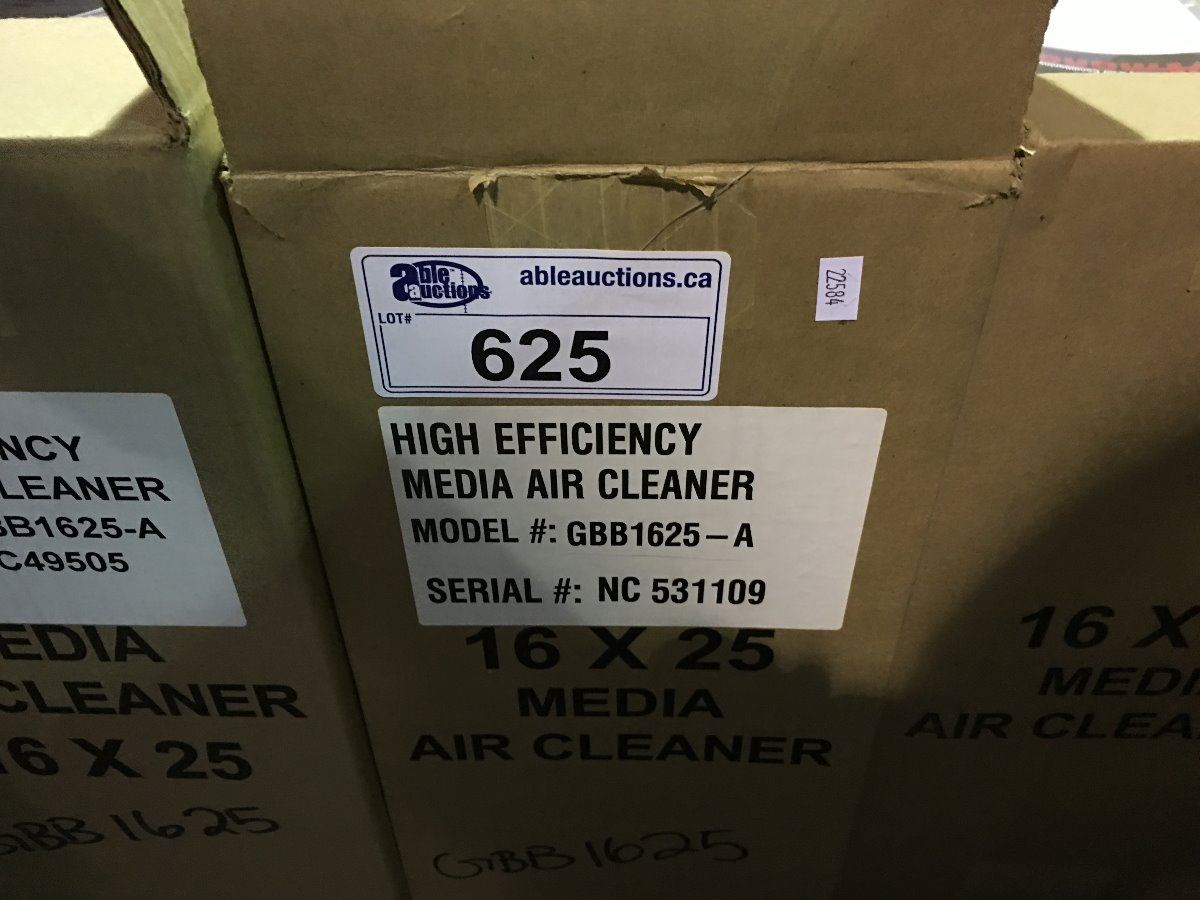 able auctions
ableauctions.ca
LOT#
625
22584
HIGH EFFICIENCY
MEDIA AIR CLEANER
MODEL #: GBB1625-A
SERIAL #: NC 531109
16 X 25
MEDIA
AIR CLEANER
GBB1625
NCY
LEANER
BB1625-A
C49505
EDIA
CLEANER
16 X 25
GBB1625
16 X
MEDI
AIR CLEA